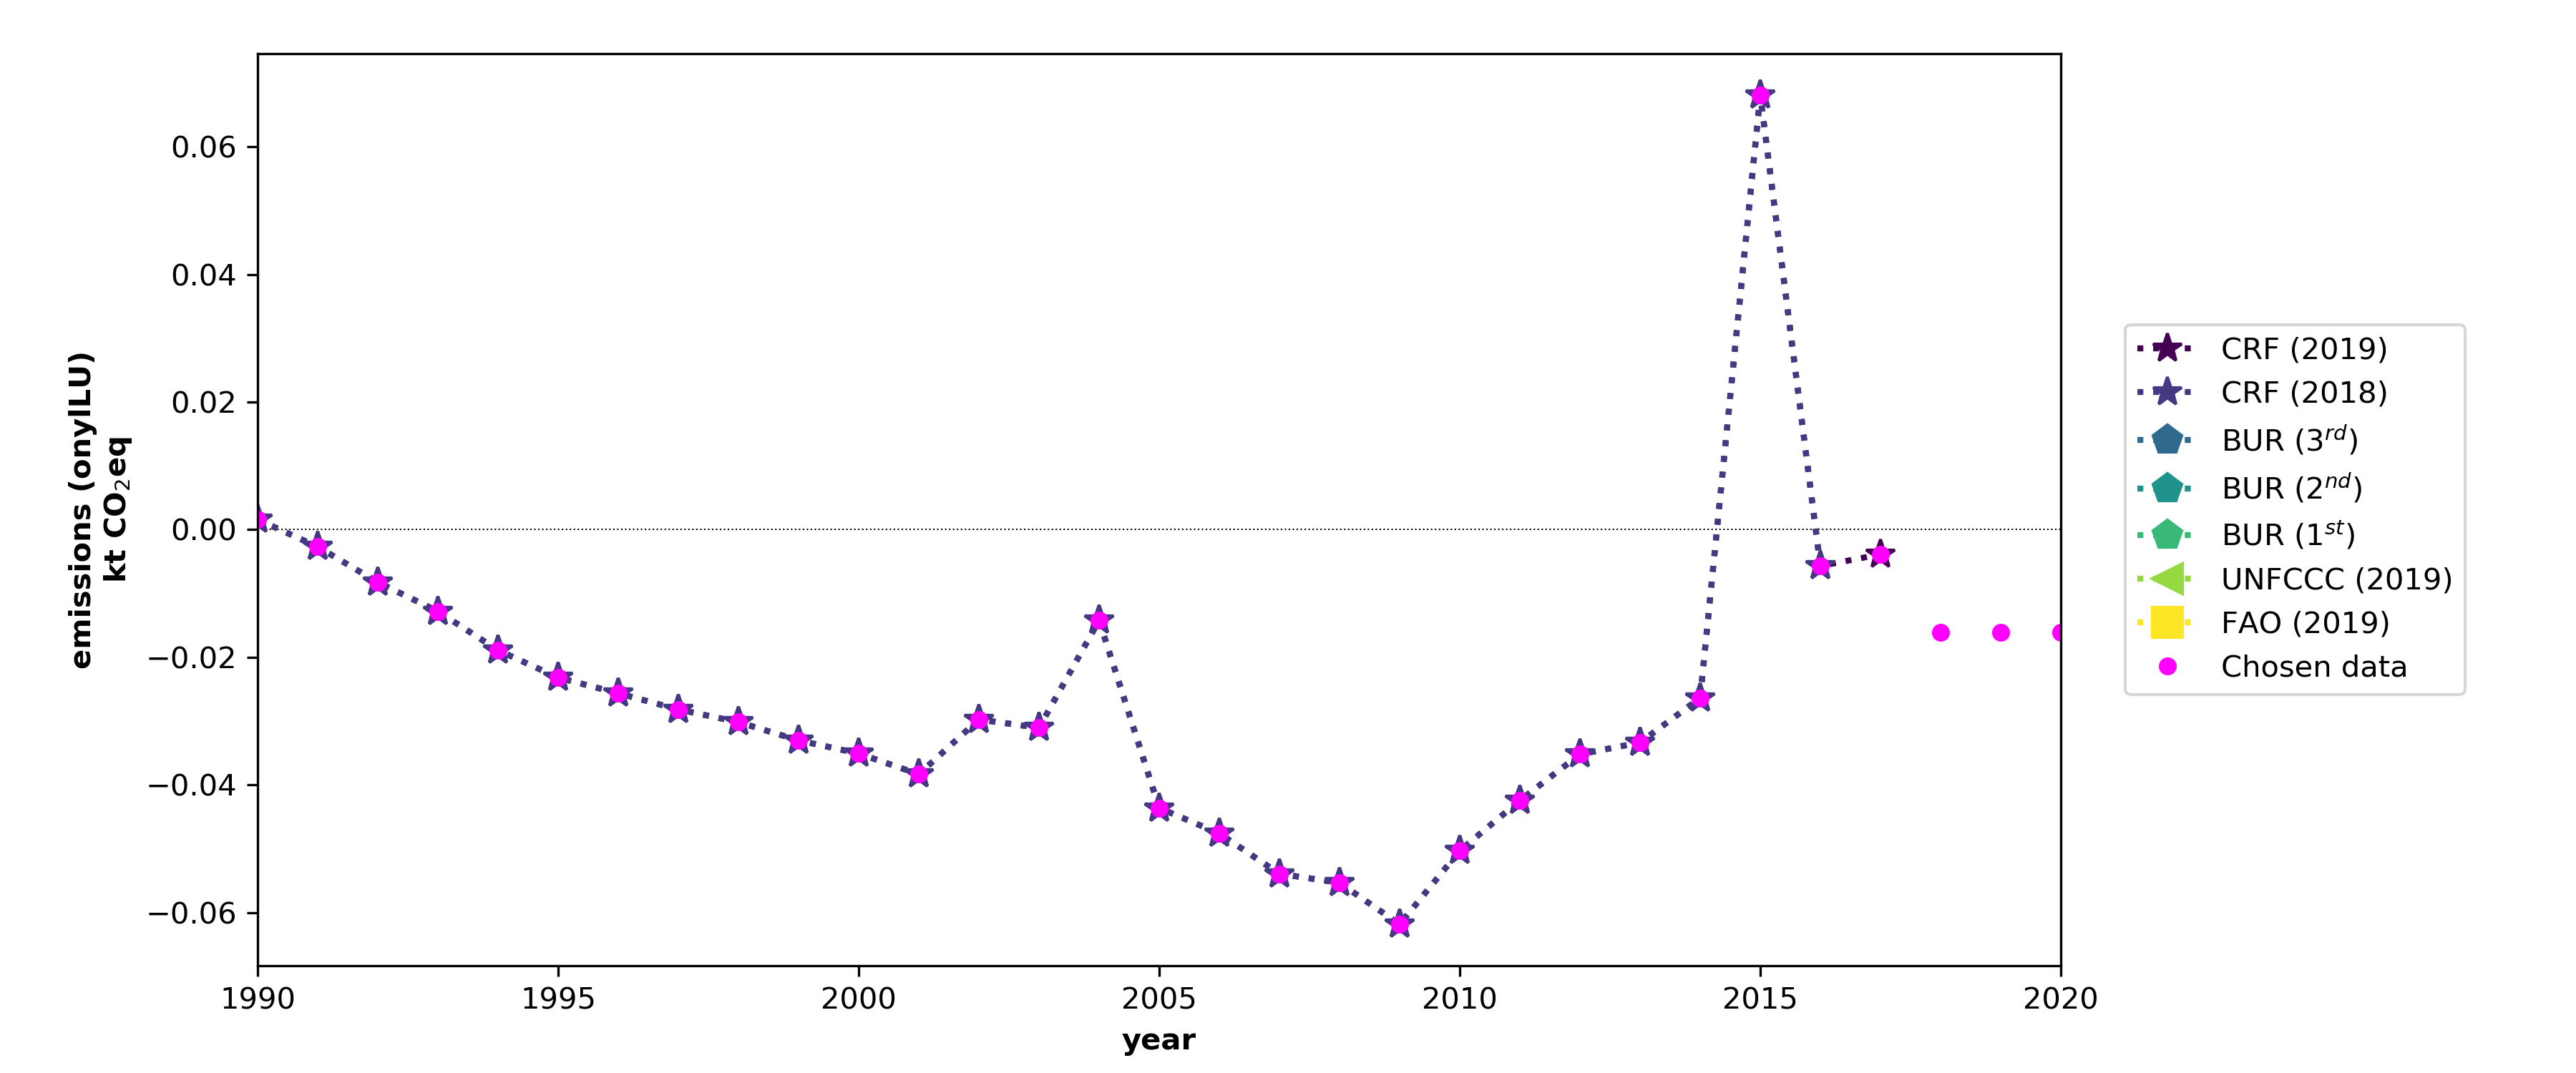 emissions (onylLU)
kt CO₂eq
0.06
0.04
0.02
0.00
−0.02
−0.04
−0.06
1990 1995 2000 2005 2010 2015 2020
year
CRF (2019)
CRF (2018)
BUR (3ʳᵈ)
BUR (2ⁿᵈ)
BUR (1ˢᵗ)
UNFCCC (2019)
FAO (2019)
Chosen data